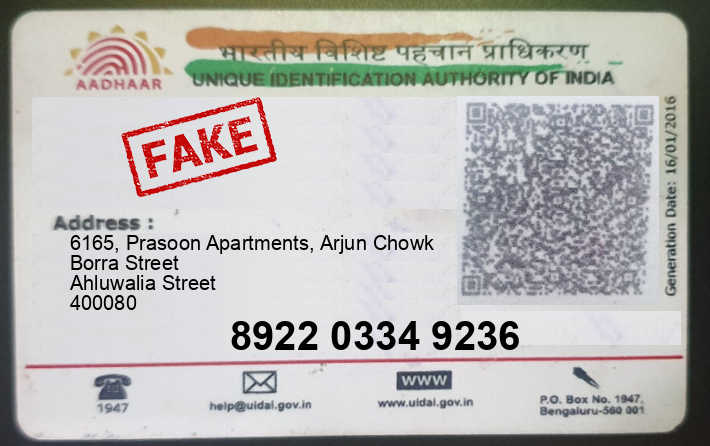 भारतीय विशिष्ट पहचान प्राधिकरण
AADHAAR
UNIQUE IDENTIFICATION AUTHORITY OF INDIA
FAKE
Generation Date: 16/01/2016
Address :
6165, Prasoon Apartments, Arjun Chowk
Borra Street
Ahluwalia Street
400080
8922 0334 9236
1947
help@uidai.gov.in
WWW
www.uidai.gov.in
P.O. Box No. 1947,
Bengaluru-560 001